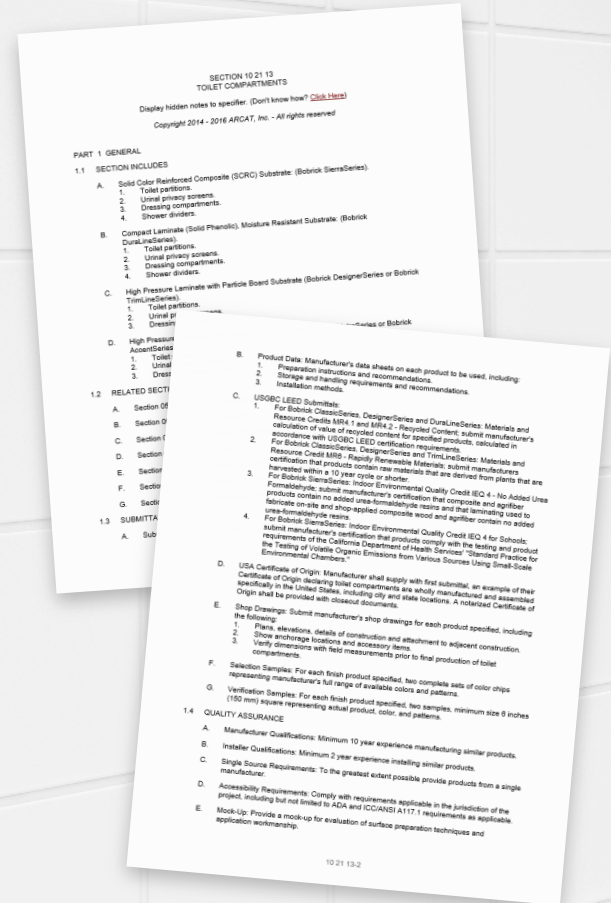 SECTION 10 21 13
TOILET COMPARTMENTS
Display hidden notes to specifier. (Don't know how? Click Here)
Copyright 2014 - 2016 ARCAT, Inc. - All rights reserved
PART 1 GENERAL
1.1 SECTION INCLUDES
A. Solid Color Reinforced Composite (SCRC) Substrate: (Bobrick SierraSeries).
1. Toilet partitions.
2. Urinal privacy screens.
3. Dressing compartments.
4. Shower dividers.
B. Compact Laminate (Solid Phenolic), Moisture Resistant Substrate: (Bobrick
DuraLineSeries).
1. Toilet partitions.
2. Urinal privacy screens.
3. Dressing compartments.
4. Shower dividers.
C. High Pressure Laminate with Particle Board Substrate (Bobrick DesignerSeries or Bobrick
TrimLineSeries).
1. Toilet partitions.
2. Urinal p
3. Dressin
D. High Pressure
AccentSeries
1. Toilet
2. Urinal
3. Dress
1.2 RELATED SECTI
A. Section 06
B. Section 0
C. Section
D. Section
E. Section
F. Sectio
G. Sectio
1.3 SUBMITTA
A. Sub
B. Product Data: Manufacturer's data sheets on each product to be used, including:
1. Preparation instructions and recommendations.
2. Storage and handling requirements and recommendations.
3. Installation methods.
C. USGBC LEED Submittals:
1. For Bobrick ClassicSeries, DesignerSeries and DuraLineSeries: Materials and
Resource Credits MR4.1 and MR4.2 - Recycled Content; submit manufacturer's
calculation of value of recycled content for specified products, calculated in
accordance with USGBC LEED certification requirements.
2. For Bobrick ClassicSeries, DesignerSeries and TrimLineSeries: Materials and
Resource Credit MR6 - Rapidly Renewable Materials; submit manufacturers
certification that products contain raw materials that are derived from plants that are
harvested within a 10 year cycle or shorter.
3. For Bobrick SierraSeries: Indoor Environmental Quality Credit IEQ 4 - No Added Urea
Formaldehyde; submit manufacturer's certification that composite and agrifiber
products contain no added urea-formaldehyde resins and that laminating used to
fabricate on-site and shop-applied composite wood and agrifiber contain no added
urea-formaldehyde resins.
4. For Bobrick SierraSeries: Indoor Environmental Quality Credit IEQ 4 for Schools;
submit manufacturer's certification that products comply with the testing and product
requirements of the California Department of Health Services' "Standard Practice for
the Testing of Volatile Organic Emissions from Various Sources Using Small-Scale
Environmental Chambers."
D. USA Certificate of Origin: Manufacturer shall supply with first submittal, an example of their
Certificate of Origin declaring toilet compartments are wholly manufactured and assembled
specifically in the United States, including city and state locations. A notarized Certificate of
Origin shall be provided with closeout documents.
E. Shop Drawings: Submit manufacturer's shop drawings for each product specified, including
the following:
1. Plans, elevations, details of construction and attachment to adjacent construction.
2. Show anchorage locations and accessory items.
3. Verify dimensions with field measurements prior to final production of toilet
compartments.
F. Selection Samples: For each finish product specified, two complete sets of color chips
representing manufacturer's full range of available colors and patterns.
G. Verification Samples: For each finish product specified, two samples, minimum size 6 inches
(150 mm) square representing actual product, color, and patterns.
1.4 QUALITY ASSURANCE
A. Manufacturer Qualifications: Minimum 10 year experience manufacturing similar products.
B. Installer Qualifications: Minimum 2 year experience installing similar products.
C. Single Source Requirements: To the greatest extent possible provide products from a single
manufacturer.
D. Accessibility Requirements: Comply with requirements applicable in the jurisdiction of the
project, including but not limited to ADA and ICC/ANSI A117.1 requirements as applicable.
E. Mock-Up: Provide a mock-up for evaluation of surface preparation techniques and
application workmanship.
10 21 13-2